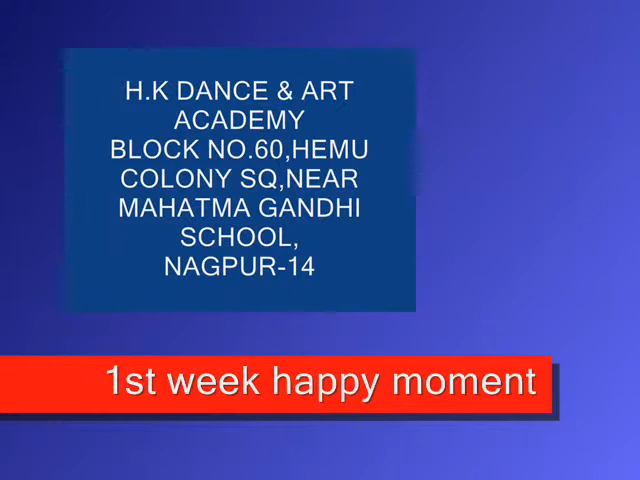 H.K DANCE & ART
ACADEMY
BLOCK NO.60,HEMU
COLONY SQ,NEAR
MAHATMA GANDHI
SCHOOL,
NAGPUR-14
1st week happy moment